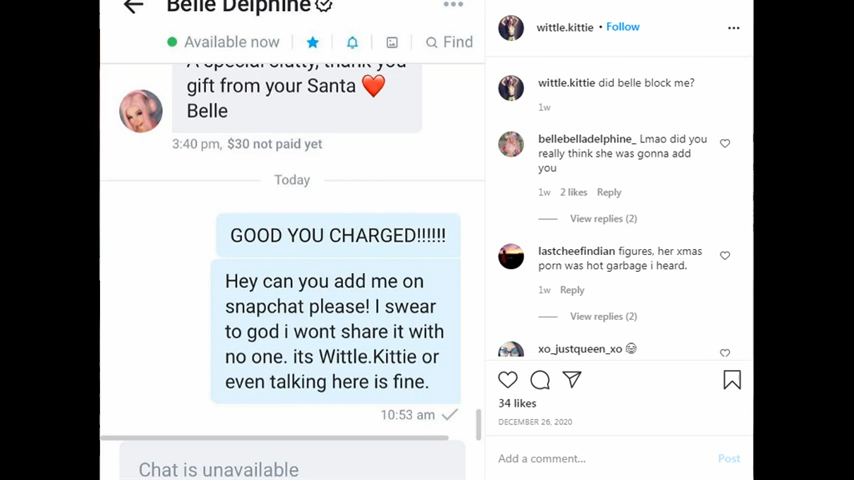 Belle Delphine
Available now
Find
A special slutty, thank you
gift from your Santa ❤️
Belle
3:40 pm, $30 not paid yet
Today
GOOD YOU CHARGED!!!!!!
Hey can you add me on
snapchat please! I swear
to god i wont share it with
no one. its Wittle.Kittie or
even talking here is fine.
10:53 am
Chat is unavailable
wittle.kittie • Follow
wittle.kittie did belle block me?
1w
bellebelladelphine_ Lmao did you
really think she was gonna add
you
1w 2 likes Reply
View replies (2)
lastcheefindian figures, her xmas
porn was hot garbage i heard.
1w Reply
View replies (2)
xo_justqueen_xo 😂
34 likes
DECEMBER 26, 2020
Add a comment...
Post